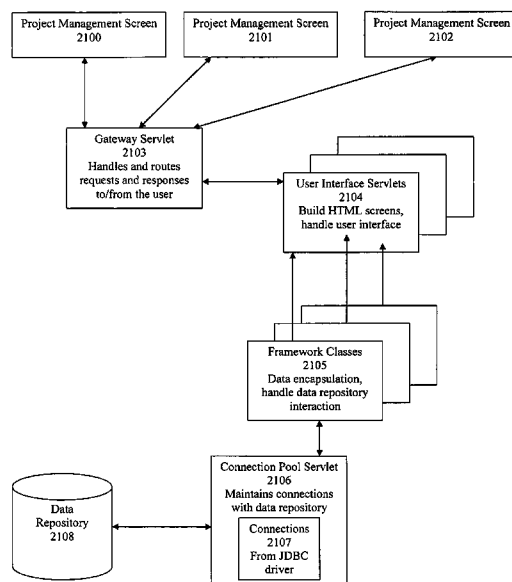 Project Management Screen
2100
Project Management Screen
2101
Project Management Screen
2102
Gateway Servlet
2103
Handles and routes
requests and responses
to/from the user
User Interface Servlets
2104
Build HTML screens,
handle user interface
Framework Classes
2105
Data encapsulation,
handle data repository
interaction
Connection Pool Servlet
2106
Maintains connections
with data repository
Connections
2107
From JDBC
driver
Data
Repository
2108